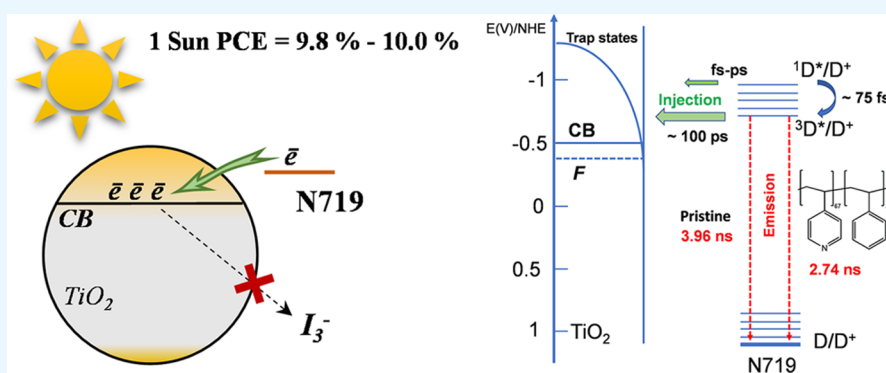 1 Sun PCE = 9.8 % - 10.0 %
ē
ē ē ē
N719
CB
TiO2
I3-
E(V)/NHE
Trap states
-1
-0.5
0
0.5
1
CB
F
TiO2
fs-ps
Injection
~ 100 ps
1D*/D+
~ 75 fs
3D*/D+
Emission
Pristine
3.96 ns
67
N
2.74 ns
D/D+
N719